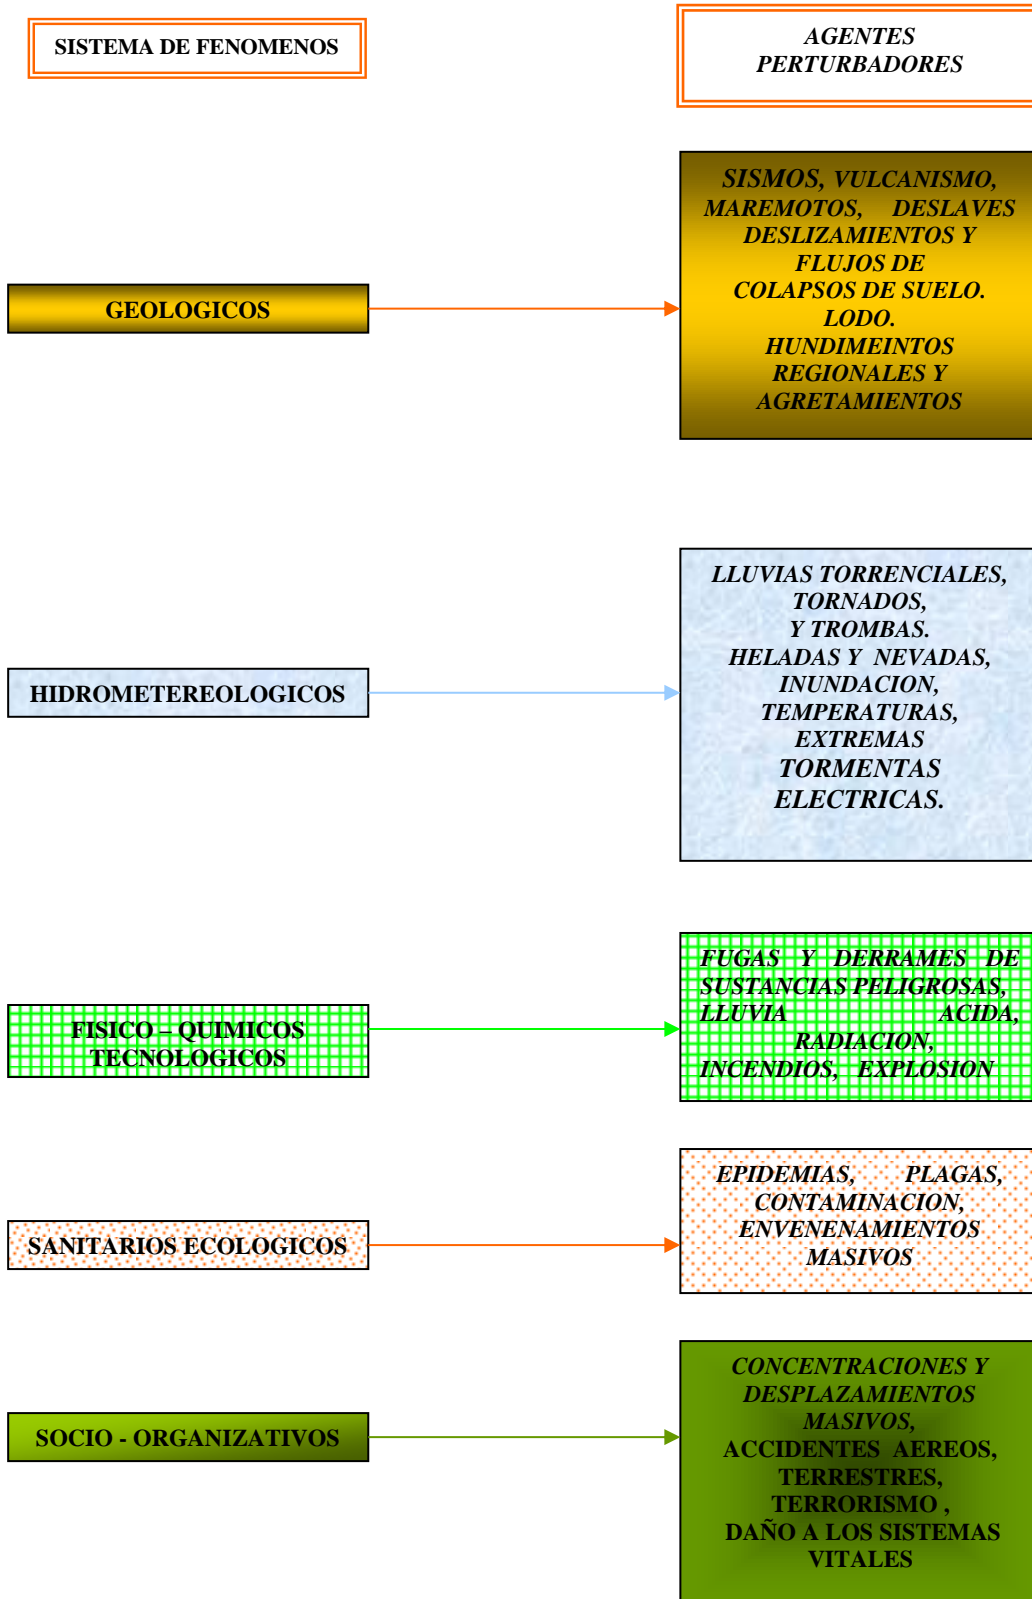 SISTEMA DE FENOMENOS
AGENTES
PERTURBADORES
GEOLOGICOS
SISMOS, VULCANISMO,
MAREMOTOS, DESLAVES
DESLIZAMIENTOS Y
FLUJOS DE
COLAPSOS DE SUELO.
LODO.
HUNDIMEINTOS
REGIONALES Y
AGRETAMIENTOS
HIDROMETEREOLOGICOS
LLUVIAS TORRENCIALES,
TORNADOS,
Y TROMBAS.
HELADAS Y NEVADAS,
INUNDACION,
TEMPERATURAS,
EXTREMAS
TORMENTAS
ELECTRICAS.
FISICO – QUIMICOS
TECNOLOGICOS
FUGAS Y DERRAMES DE
SUSTANCIAS PELIGROSAS,
LLUVIA ACIDA,
RADIACION,
INCENDIOS, EXPLOSION
SANITARIOS ECOLOGICOS
EPIDEMIAS, PLAGAS,
CONTAMINACION,
ENVENENAMIENTOS
MASIVOS
SOCIO - ORGANIZATIVOS
CONCENTRACIONES Y
DESPLAZAMIENTOS
MASIVOS,
ACCIDENTES AEREOS,
TERRESTRES,
TERRORISMO ,
DAÑO A LOS SISTEMAS
VITALES